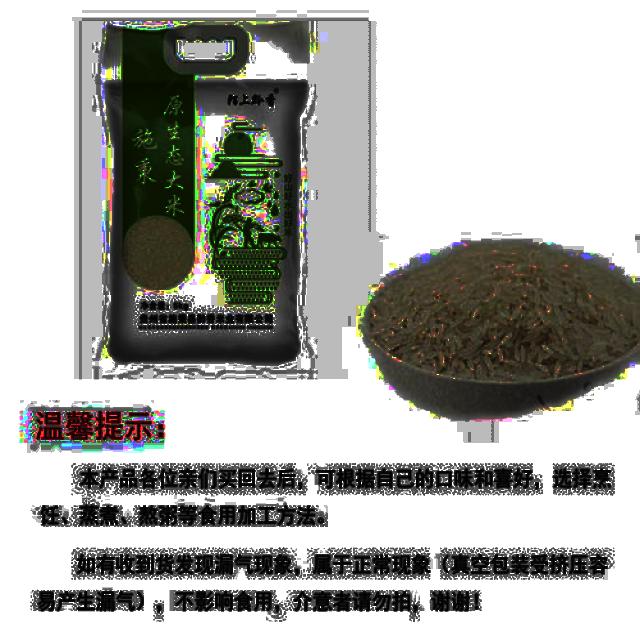 原生态大米
施秉
温馨提示:
本产品各位亲们买回去后，可根据自己的口味和喜好，选择烹
饪、蒸煮、熬粥等食用加工方法。
如有收到货发现漏气现象，属于正常现象（真空包装受挤压容
易产生漏气），不影响食用，介意者请勿拍，谢谢!